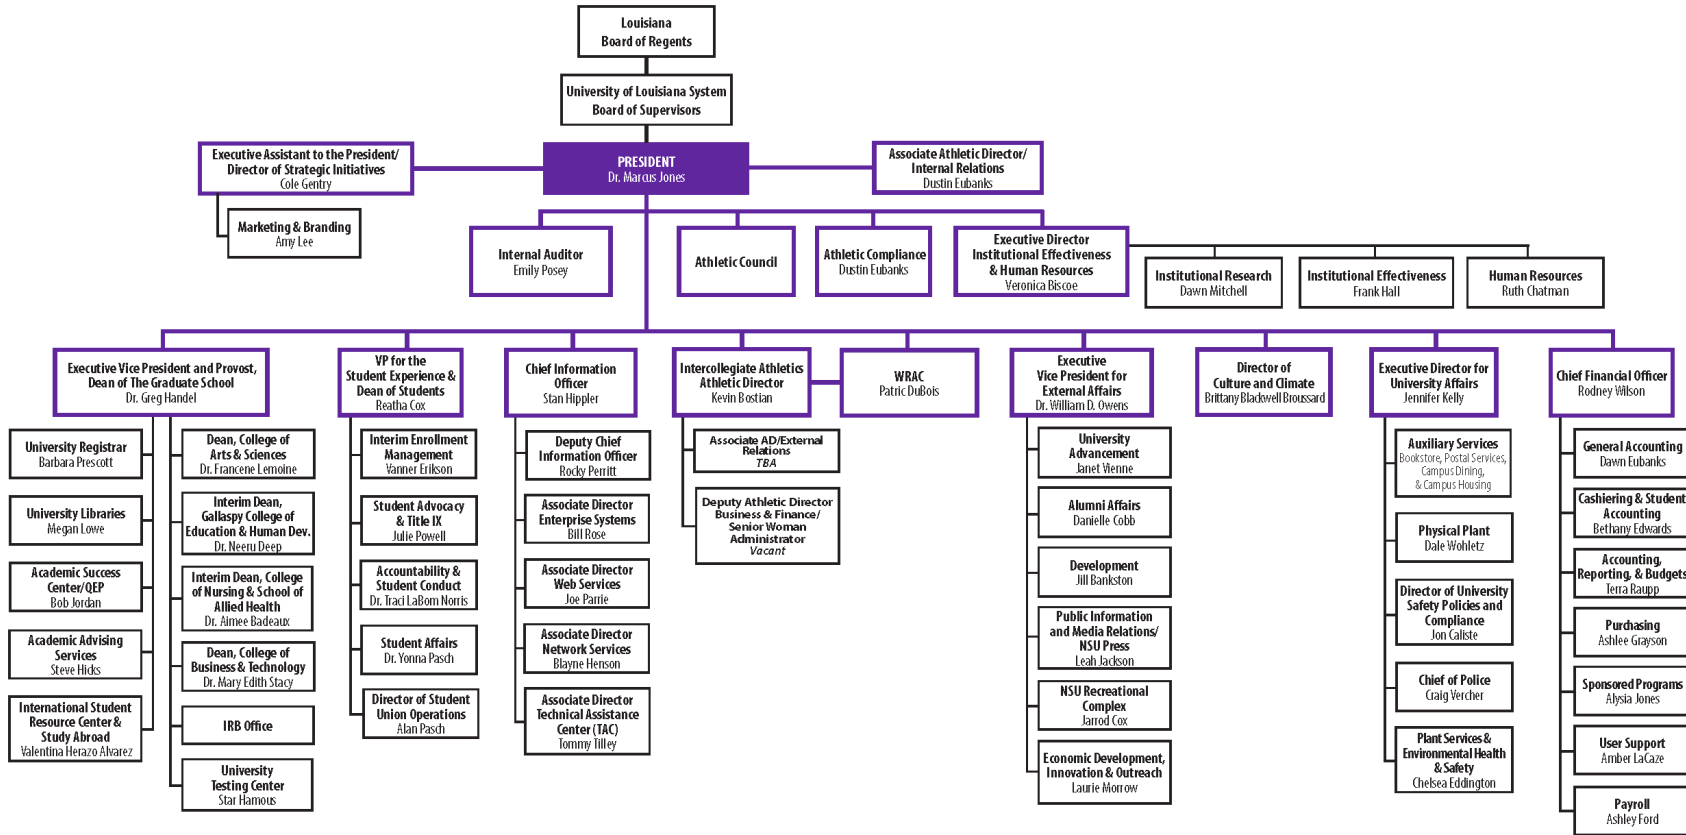 Louisiana
Board of Regents
University of Louisiana System
Board of Supervisors
Executive Assistant to the President/
Director of Strategic Initiatives
Cole Gentry
PRESIDENT
Dr. Marcus Jones
Associate Athletic Director/
Internal Relations
Dustin Eubanks
Marketing & Branding
Amy Lee
Internal Auditor
Emily Posey
Athletic Council
Athletic Compliance
Dustin Eubanks
Executive Director
Institutional Effectiveness
& Human Resources
Veronica Biscoe
Institutional Research
Dawn Mitchell
Institutional Effectiveness
Frank Hall
Human Resources
Ruth Chatman
Executive Vice President and Provost,
Dean of The Graduate School
Dr. Greg Handel
VP for the
Student Experience &
Dean of Students
Reatha Cox
Chief Information
Officer
Stan Hippler
Intercollegiate Athletics
Athletic Director
Kevin Bostian
WRAC
Patric DuBois
Executive
Vice President for
External Affairs
Dr. William D. Owens
Director of
Culture and Climate
Brittany Blackwell Broussard
Executive Director for
University Affairs
Jennifer Kelly
Chief Financial Officer
Rodney Wilson
University Registrar
Barbara Prescott
University Libraries
Megan Lowe
Academic Success
Center/QEP
Bob Jordan
Academic Advising
Services
Steve Hicks
International Student
Resource Center &
Study Abroad
Valentina Herazo Alvarez
Dean, College of
Arts & Sciences
Dr. Francene Lemoine
Interim Dean,
Gallaspy College of
Education & Human Dev.
Dr. Neeru Deep
Interim Dean, College
of Nursing & School of
Allied Health
Dr. Aimee Badeaux
Dean, College of
Business & Technology
Dr. Mary Edith Stacy
IRB Office
University
Testing Center
Star Hamous
Interim Enrollment
Management
Vanner Erikson
Student Advocacy
& Title IX
Julie Powell
Accountability &
Student Conduct
Dr. Traci LaBom Norris
Student Affairs
Dr. Yonna Pasch
Director of Student
Union Operations
Alan Pasch
Deputy Chief
Information Officer
Rocky Perritt
Associate Director
Enterprise Systems
Bill Rose
Associate Director
Web Services
Joe Parrie
Associate Director
Network Services
Blayne Henson
Associate Director
Technical Assistance
Center (TAC)
Tommy Tilley
Associate AD/External
Relations
TBA
Deputy Athletic Director
Business & Finance/
Senior Woman
Administrator
Vacant
University
Advancement
Janet Vienne
Alumni Affairs
Danielle Cobb
Development
Jill Bankston
Public Information
and Media Relations/
NSU Press
Leah Jackson
NSU Recreational
Complex
Jarrod Cox
Economic Development,
Innovation & Outreach
Laurie Morrow
Auxiliary Services
Bookstore, Postal Services,
Campus Dining,
& Campus Housing
Physical Plant
Dale Wohletz
Director of University
Safety Policies and
Compliance
Jon Caliste
Chief of Police
Craig Vercher
Plant Services &
Environmental Health
& Safety
Chelsea Eddington
General Accounting
Dawn Eubanks
Cashiering & Student
Accounting
Bethany Edwards
Accounting,
Reporting, & Budgets
Terra Raupp
Purchasing
Ashlee Grayson
Sponsored Programs
Alysia Jones
User Support
Amber LaCaze
Payroll
Ashley Ford